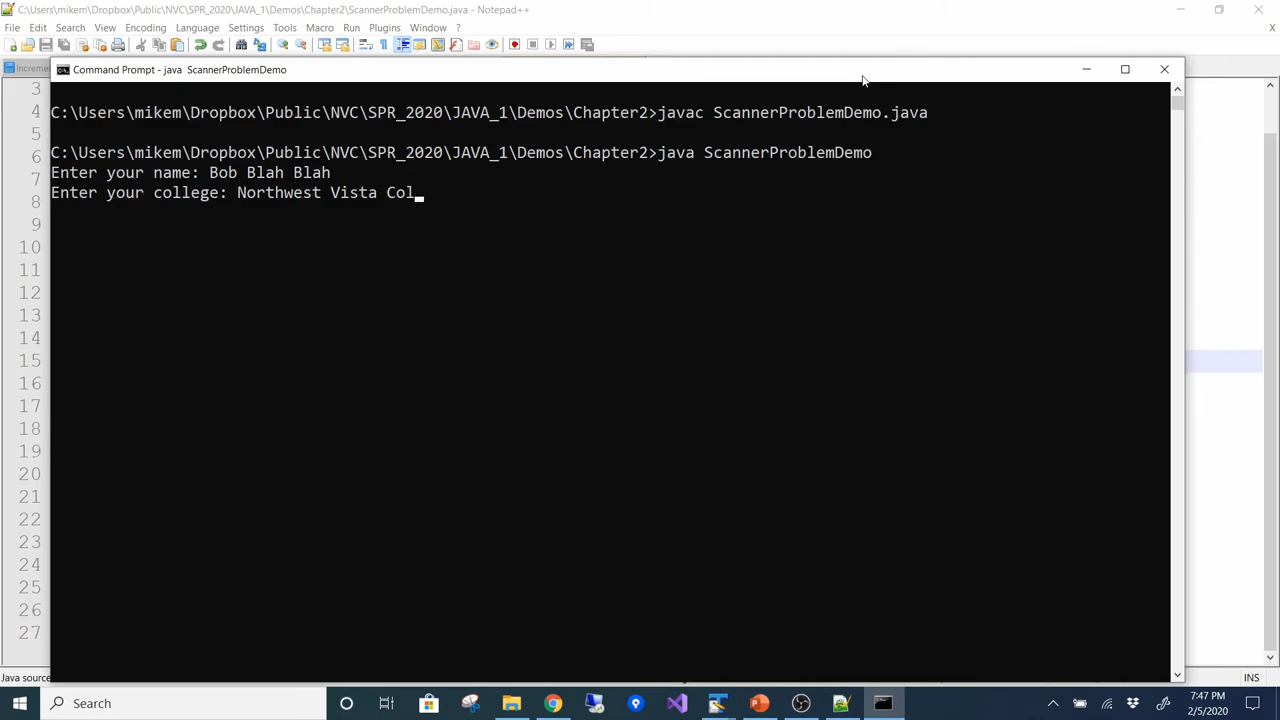 C:\Users\mikem\Dropbox\Public\NVC\SPR_2020\JAVA_1\Demos\Chapter2\ScannerProblemDemo.java - Notepad++
File Edit Search View Encoding Language Settings Tools Macro Run Plugins Window ?
X
Increme
Command Prompt - java ScannerProblemDemo
C:\Users\mikem\Dropbox\Public\NVC\SPR_2020\JAVA_1\Demos\Chapter2>javac ScannerProblemDemo.java
C:\Users\mikem\Dropbox\Public\NVC\SPR_2020\JAVA_1\Demos\Chapter2>java ScannerProblemDemo
Enter your name: Bob Blah Blah
Enter your college: Northwest Vista Col
3
4
5
6
7
8
9
10
11
12
13
14
15
16
17
18
19
20
21
22
23
24
25
26
27
Java source
INS
Search
7:47 PM
2/5/2020